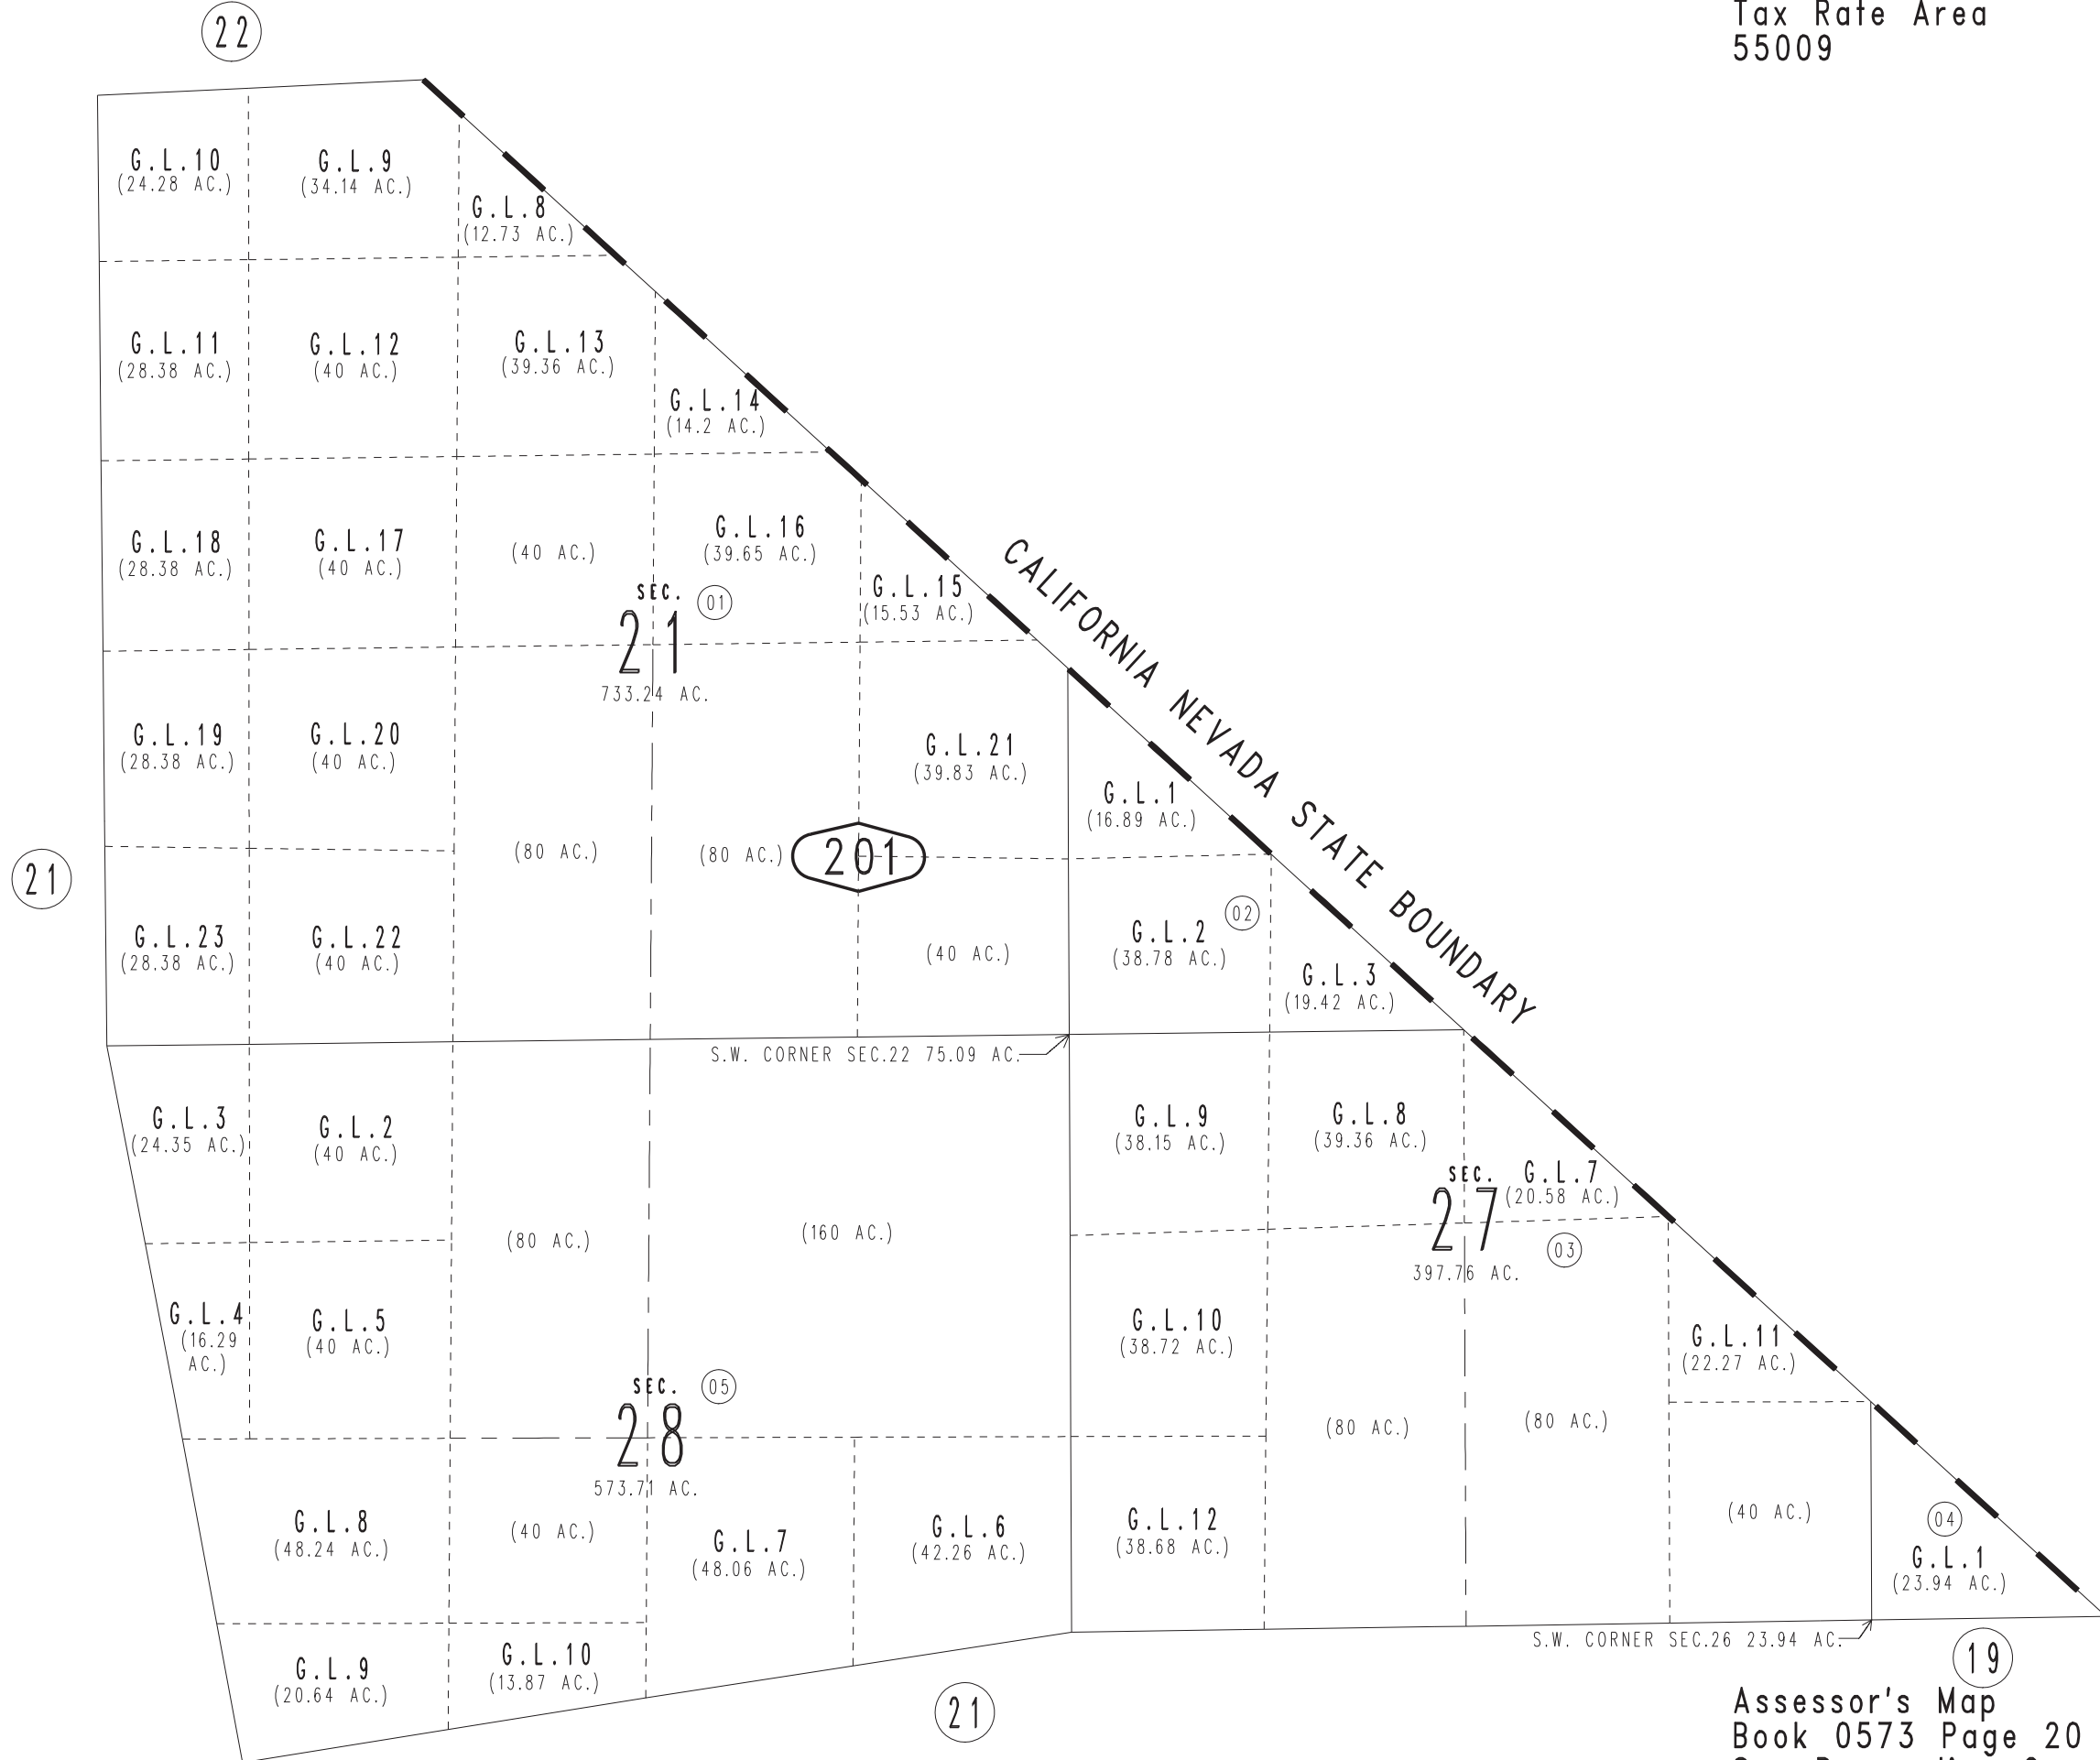 22
Tax Rate Area
55009
G.L.10
(24.28 AC.)
G.L.9
(34.14 AC.)
G.L.8
(12.73 AC.)
G.L.11
(28.38 AC.)
G.L.12
(40 AC.)
G.L.13
(39.36 AC.)
G.L.14
(14.2 AC.)
G.L.18
(28.38 AC.)
G.L.17
(40 AC.)
(40 AC.)
G.L.16
(39.65 AC.)
G.L.15
(15.53 AC.)
SEC.
01
21
733.24 AC.
CALIFORNIA NEVADA STATE BOUNDARY
G.L.19
(28.38 AC.)
G.L.20
(40 AC.)
G.L.21
(39.83 AC.)
G.L.1
(16.89 AC.)
21
(80 AC.)
(80 AC.)
201
G.L.23
(28.38 AC.)
G.L.22
(40 AC.)
(40 AC.)
02
G.L.2
(38.78 AC.)
G.L.3
(19.42 AC.)
S.W. CORNER SEC.22 75.09 AC.
G.L.3
(24.35 AC.)
G.L.2
(40 AC.)
(80 AC.)
(160 AC.)
G.L.9
(38.15 AC.)
G.L.8
(39.36 AC.)
G.L.7
(20.58 AC.)
SEC.
27
03
397.76 AC.
G.L.4
(16.29
AC.)
G.L.5
(40 AC.)
G.L.10
(38.72 AC.)
G.L.11
(22.27 AC.)
SEC.
05
28
573.71 AC.
(80 AC.)
(80 AC.)
G.L.8
(48.24 AC.)
(40 AC.)
G.L.7
(48.06 AC.)
G.L.6
(42.26 AC.)
G.L.12
(38.68 AC.)
(40 AC.)
04
G.L.1
(23.94 AC.)
G.L.9
(20.64 AC.)
G.L.10
(13.87 AC.)
S.W. CORNER SEC.26 23.94 AC.
21
19
Assessor's Map
Book 0573 Page 20